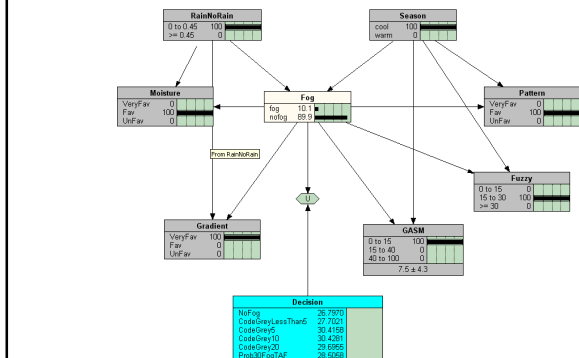 RainNoRain
0 to 0.45 100
>= 0.45 0
Season
cool 100
warm 0
Moisture
VeryFav 0
Fav 100
UnFav 0
Fog
fog 10.1
nofog 89.9
Pattern
VeryFav 0
Fav 100
UnFav 0
From RainNoRain
Fuzzy
0 to 15 0
15 to 30 100
>= 30 0
U
Gradient
VeryFav 100
Fav 0
UnFav 0
GASM
0 to 15 100
15 to 40 0
40 to 100 0
7.5 ± 4.3
Decision
NoFog 26.7970
CodeGreyLessThan5 27.7021
CodeGrey5 30.4158
CodeGrey10 30.4281
CodeGrey20 29.6955
Prob30FogTAF 28.5058